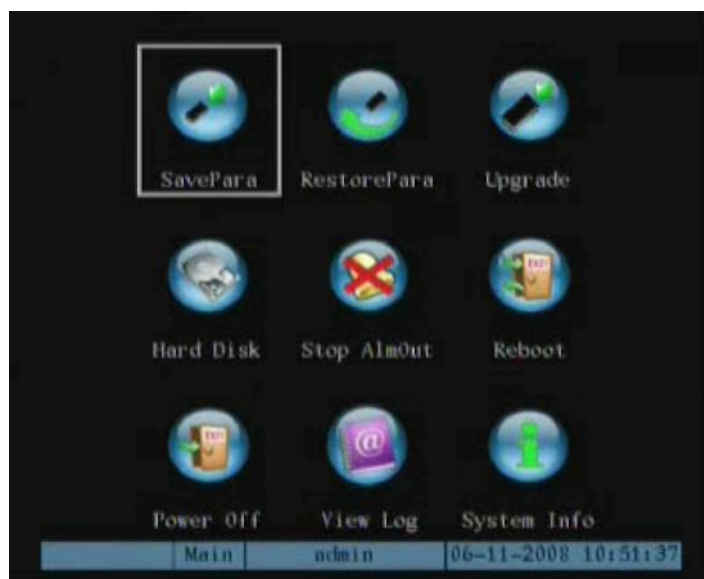 SavePara RestorePara Upgrade
Hard Disk Stop AlmOut Reboot
Power Off View Log System Info
Main admin 06-11-2008 10:51:37